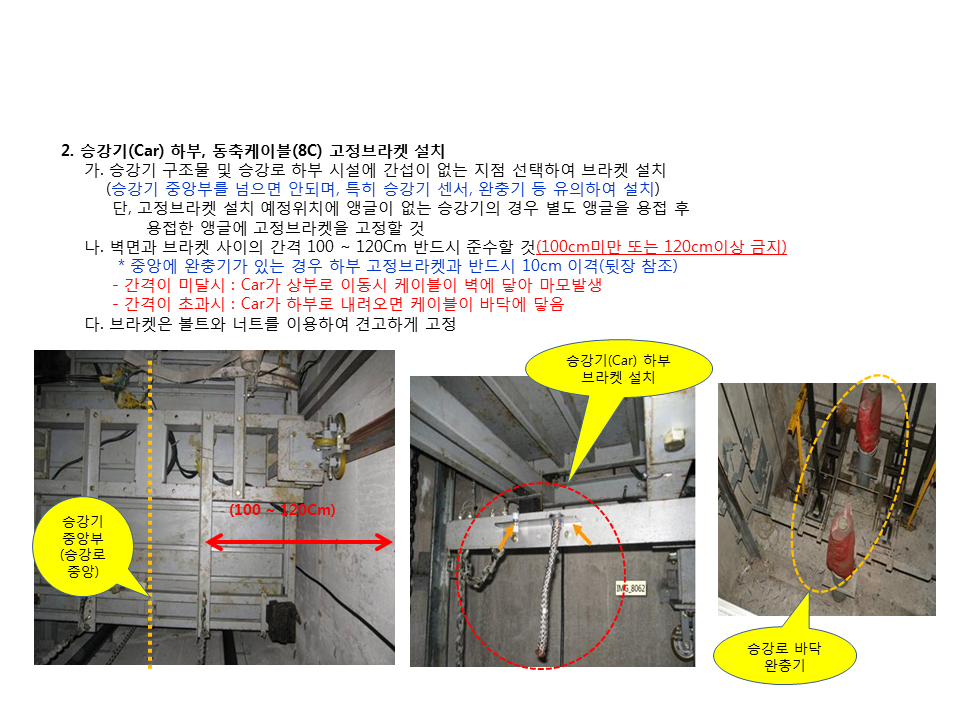 2. 승강기(Car) 하부, 동축케이블(8C) 고정브라켓 설치
가. 승강기 구조물 및 승강로 하부 시설에 간섭이 없는 지점 선택하여 브라켓 설치
(승강기 중앙부를 넘으면 안되며, 특히 승강기 센서, 완충기 등 유의하여 설치)
단, 고정브라켓 설치 예정위치에 앵글이 없는 승강기의 경우 별도 앵글을 용접 후
용접한 앵글에 고정브라켓을 고정할 것
나. 벽면과 브라켓 사이의 간격 100 ~ 120Cm 반드시 준수할 것(100cm미만 또는 120cm이상 금지)
* 중앙에 완충기가 있는 경우 하부 고정브라켓과 반드시 10cm 이격(뒷장 참조)
- 간격이 미달시 : Car가 상부로 이동시 케이블이 벽에 닿아 마모발생
- 간격이 초과시 : Car가 하부로 내려오면 케이블이 바닥에 닿음
다. 브라켓은 볼트와 너트를 이용하여 견고하게 고정
승강기(Car) 하부
브라켓 설치
(100 ~ 120Cm)
승강기
중앙부
(승강로
중앙)
IMG_8062
승강로 바닥
완충기